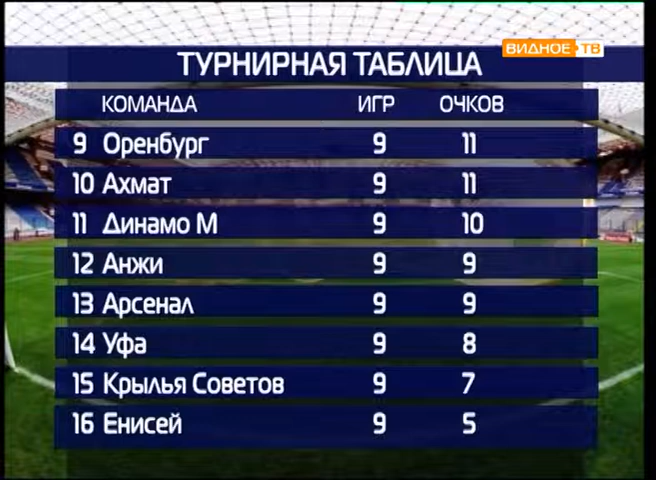 ВИДНОЕ ТВ
ТУРНИРНАЯ ТАБЛИЦА
КОМАНДА ИГР ОЧКОВ
9 Оренбург 9 11
10 Ахмат 9 11
11 Динамо М 9 10
12 Анжи 9 9
13 Арсенал 9 9
14 Уфа 9 8
15 Крылья Советов 9 7
16 Енисей 9 5